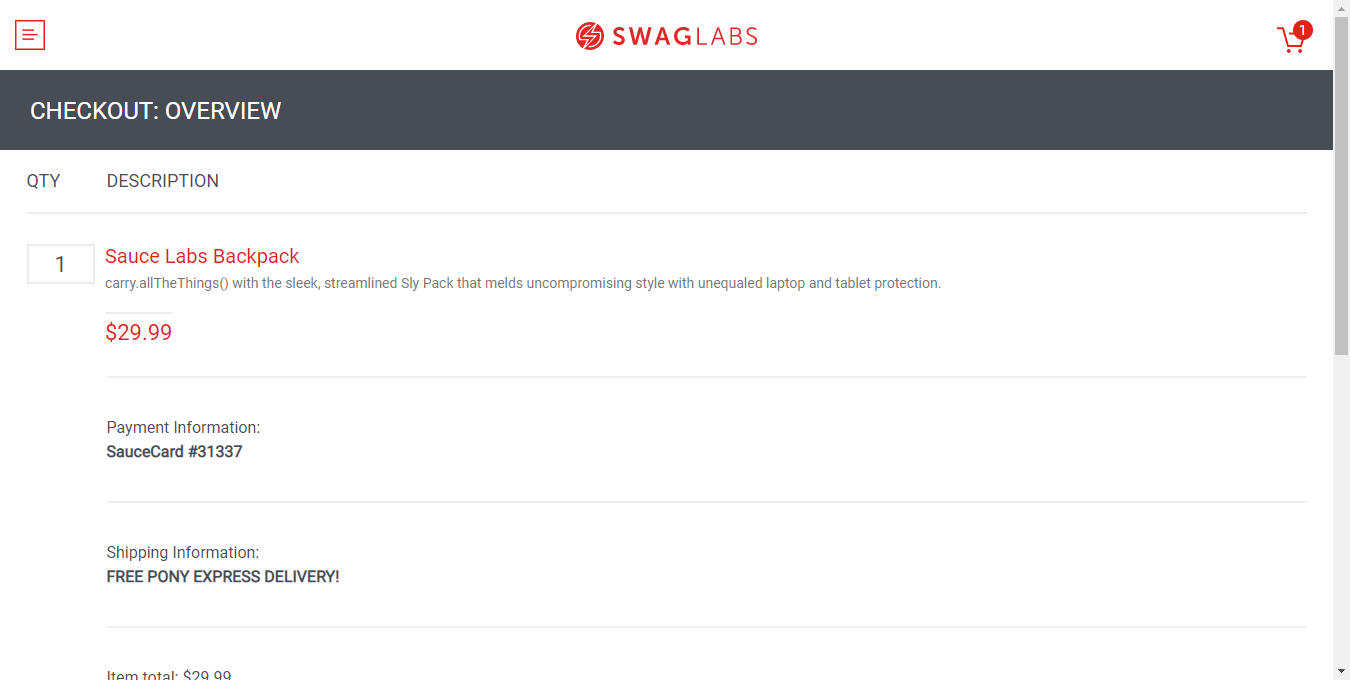 SWAGLABS
1
CHECKOUT: OVERVIEW
QTY DESCRIPTION
1
Sauce Labs Backpack
carry.allTheThings() with the sleek, streamlined Sly Pack that melds uncompromising style with unequaled laptop and tablet protection.
$29.99
Payment Information:
SauceCard #31337
Shipping Information:
FREE PONY EXPRESS DELIVERY!
Item total: $29.99